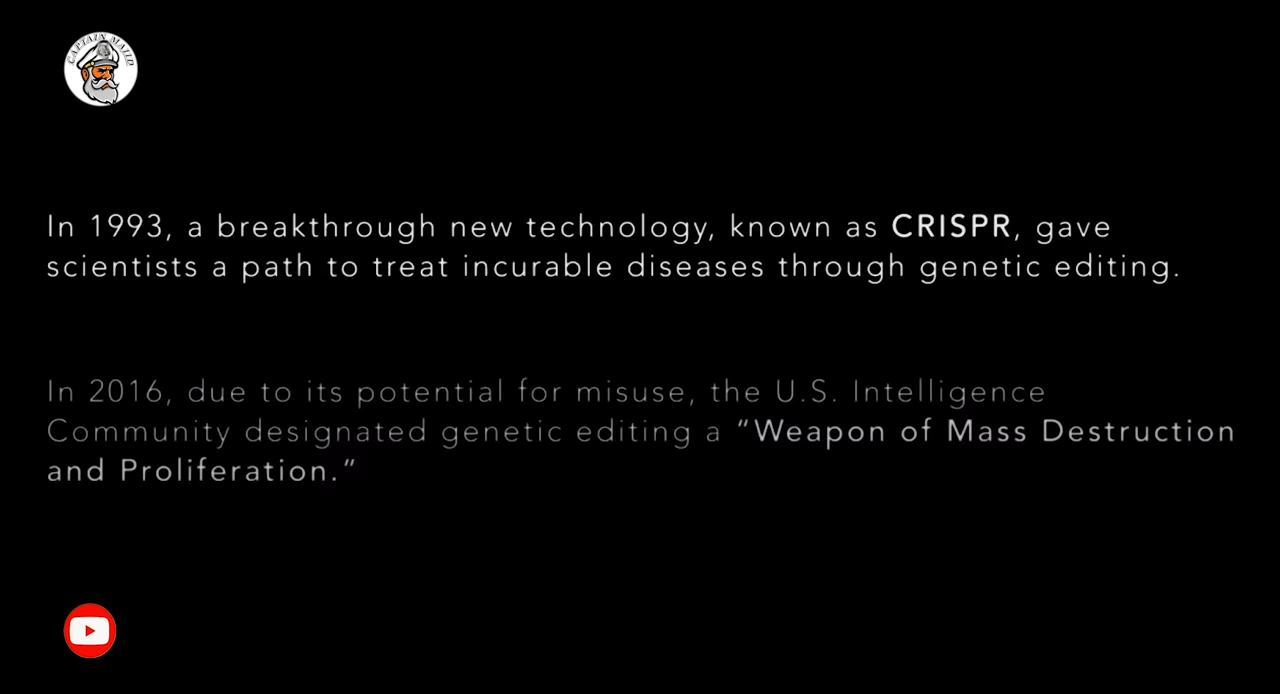 CAPTAIN MAJID
In 1993, a breakthrough new technology, known as CRISPR, gave
scientists a path to treat incurable diseases through genetic editing.
In 2016, due to its potential for misuse, the U.S. Intelligence
Community designated genetic editing a “Weapon of Mass Destruction
and Proliferation.”